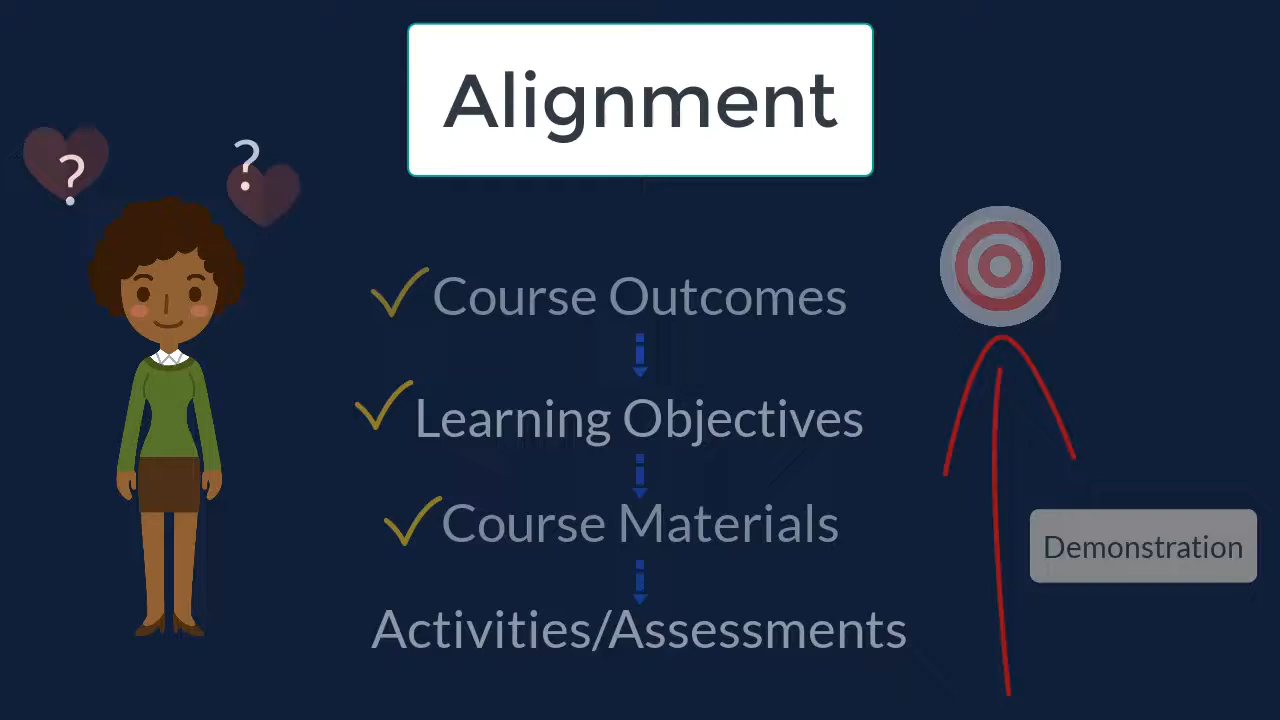 Alignment
?
?
Course Outcomes
Learning Objectives
Course Materials
Demonstration
Activities/Assessments